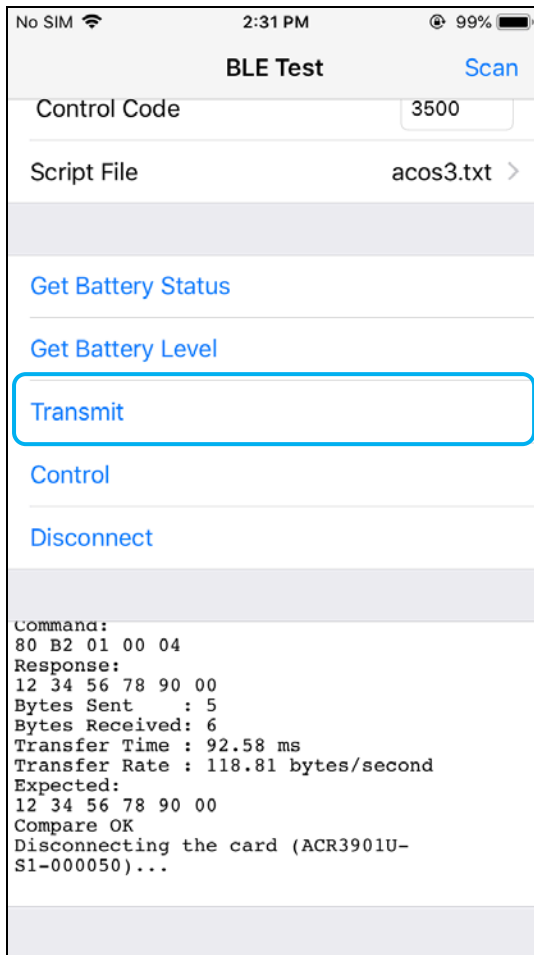 No SIM 2:31 PM 99%
BLE Test Scan
Control Code 3500
Script File acos3.txt
Get Battery Status
Get Battery Level
Transmit
Control
Disconnect
Command:
80 B2 01 00 04
Response:
12 34 56 78 90 00
Bytes Sent    : 5
Bytes Received: 6
Transfer Time : 92.58 ms
Transfer Rate : 118.81 bytes/second
Expected:
12 34 56 78 90 00
Compare OK
Disconnecting the card (ACR3901U-
S1-000050)...